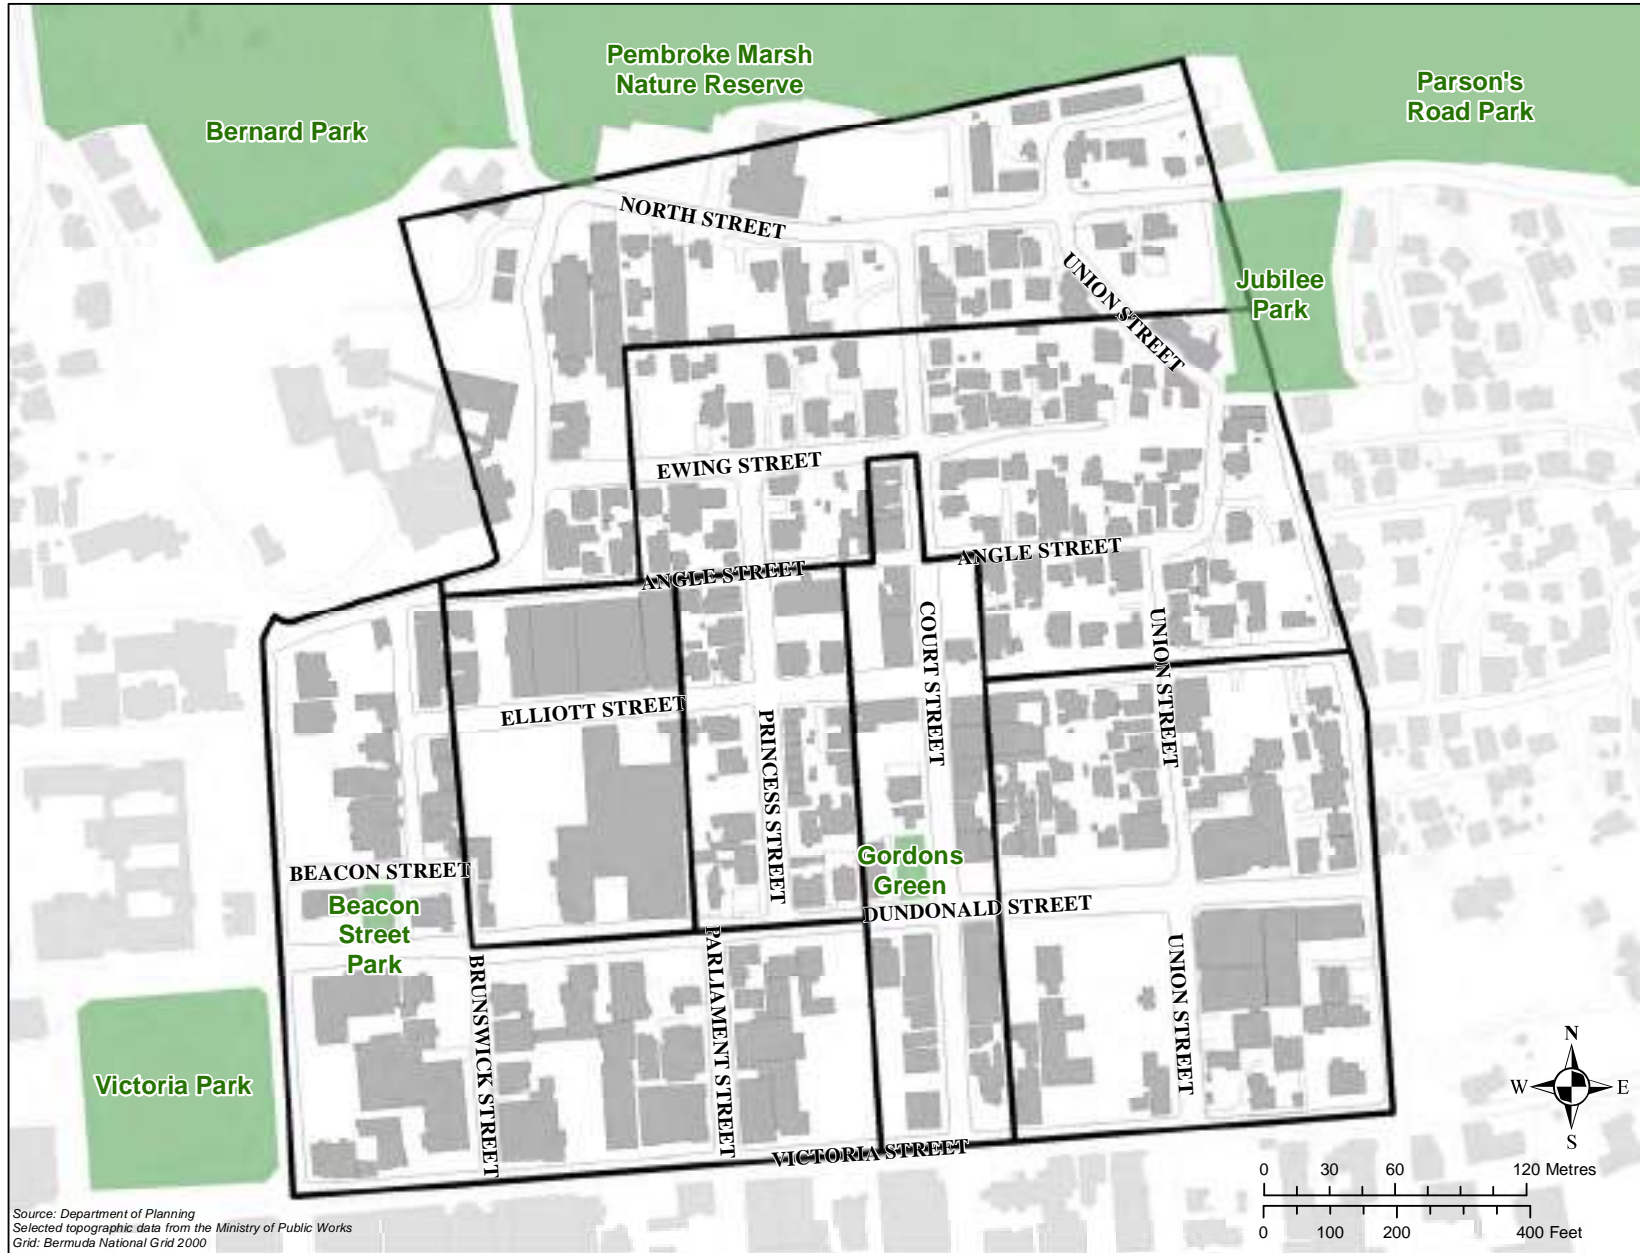 Pembroke Marsh
Nature Reserve
Parson's
Road Park
Bernard Park
NORTH STREET
UNION STREET
Jubilee
Park
EWING STREET
ANGLE STREET
ANGLE STREET
COURT STREET
UNION STREET
ELLIOTT STREET
PRINCESS STREET
BEACON STREET
Gordons
Green
Beacon
Street
Park
DUNDONALD STREET
BRUNSWICK STREET
PARLIAMENT STREET
UNION STREET
Victoria Park
VICTORIA STREET
N
W
E
S
0 30 60 120 Metres
0 100 200 400 Feet
Source: Department of Planning
Selected topographic data from the Ministry of Public Works
Grid: Bermuda National Grid 2000